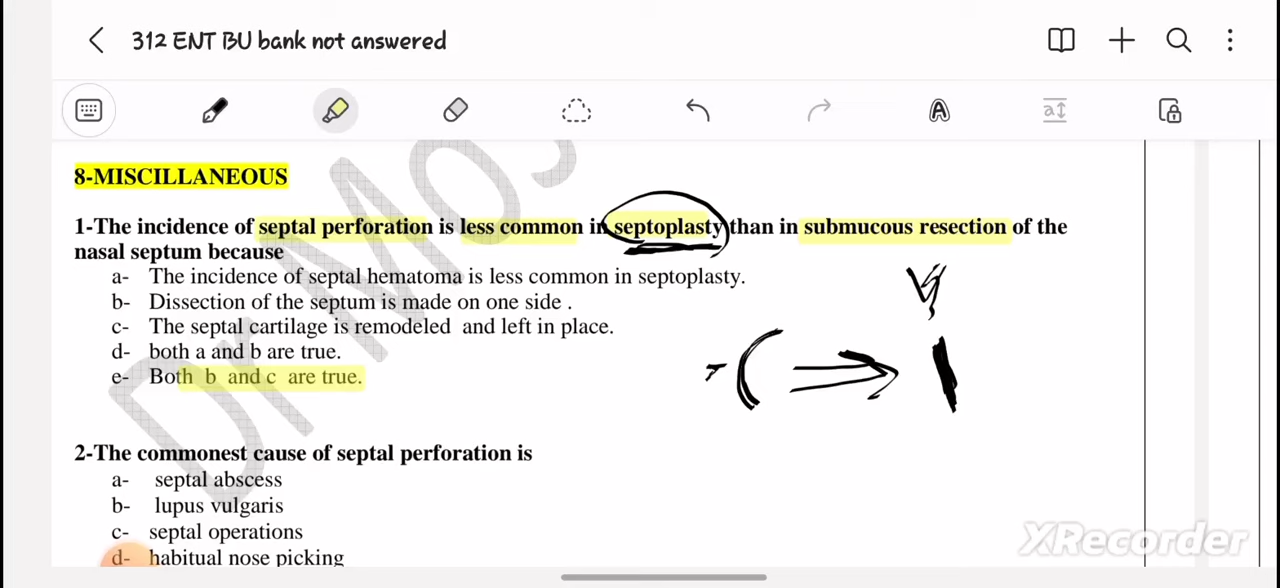 312 ENT BU bank not answered
8-MISCILLANEOUS
1-The incidence of septal perforation is less common in septoplasty than in submucous resection of the
nasal septum because
a- The incidence of septal hematoma is less common in septoplasty.
b- Dissection of the septum is made on one side .
c- The septal cartilage is remodeled and left in place.
d- both a and b are true.
e- Both b and c are true.
2-The commonest cause of septal perforation is
a- septal abscess
b- lupus vulgaris
c- septal operations
d- habitual nose picking
Dr Mos
XRecorder